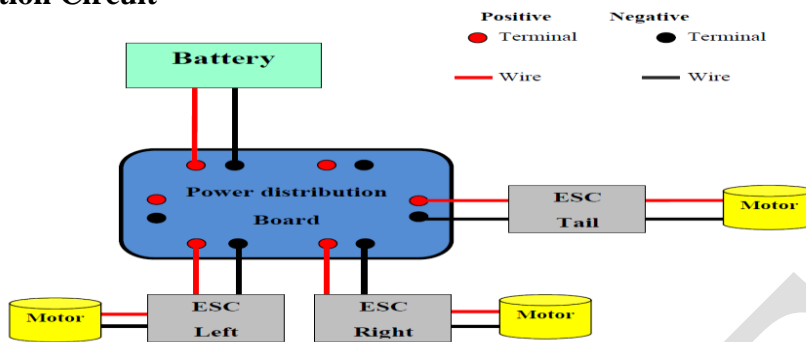 tion Circuit
Positive Negative
Terminal Terminal
Wire Wire
Battery
Power distribution
Board
ESC
Tail
Motor
ESC
Left
Motor
ESC
Right
Motor